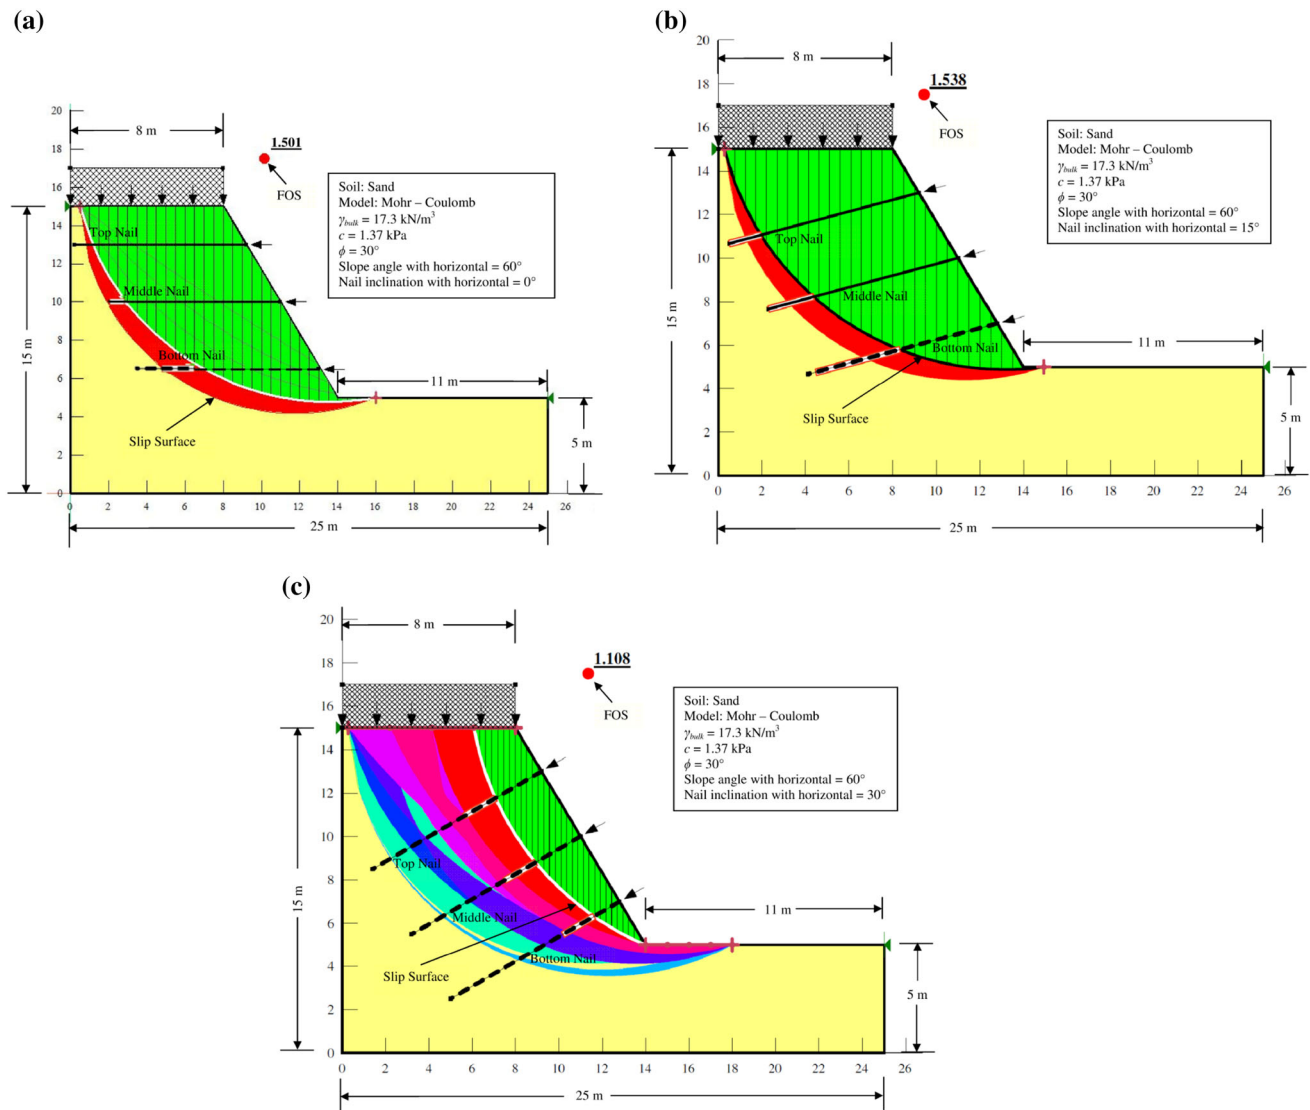 (a)
20
18
16
14
12
10
8
6
4
2
0
8 m
1.501
FOS
Soil: Sand
Model: Mohr – Coulomb
γbulk = 17.3 kN/m³
c = 1.37 kPa
ϕ = 30°
Slope angle with horizontal = 60°
Nail inclination with horizontal = 0°
Top Nail
Middle Nail
Bottom Nail
Slip Surface
15 m
11 m
5 m
0 2 4 6 8 10 12 14 16 18 20 22 24 26
25 m
(b)
20
18
16
14
12
10
8
6
4
2
0
8 m
1.538
FOS
Soil: Sand
Model: Mohr – Coulomb
γbulk = 17.3 kN/m³
c = 1.37 kPa
ϕ = 30°
Slope angle with horizontal = 60°
Nail inclination with horizontal = 15°
Top Nail
Middle Nail
Bottom Nail
Slip Surface
15 m
11 m
5 m
0 2 4 6 8 10 12 14 16 18 20 22 24 26
25 m
(c)
20
18
16
14
12
10
8
6
4
2
0
8 m
1.108
FOS
Soil: Sand
Model: Mohr – Coulomb
γbulk = 17.3 kN/m³
c = 1.37 kPa
ϕ = 30°
Slope angle with horizontal = 60°
Nail inclination with horizontal = 30°
Top Nail
Middle Nail
Bottom Nail
Slip Surface
15 m
11 m
5 m
0 2 4 6 8 10 12 14 16 18 20 22 24 26
25 m